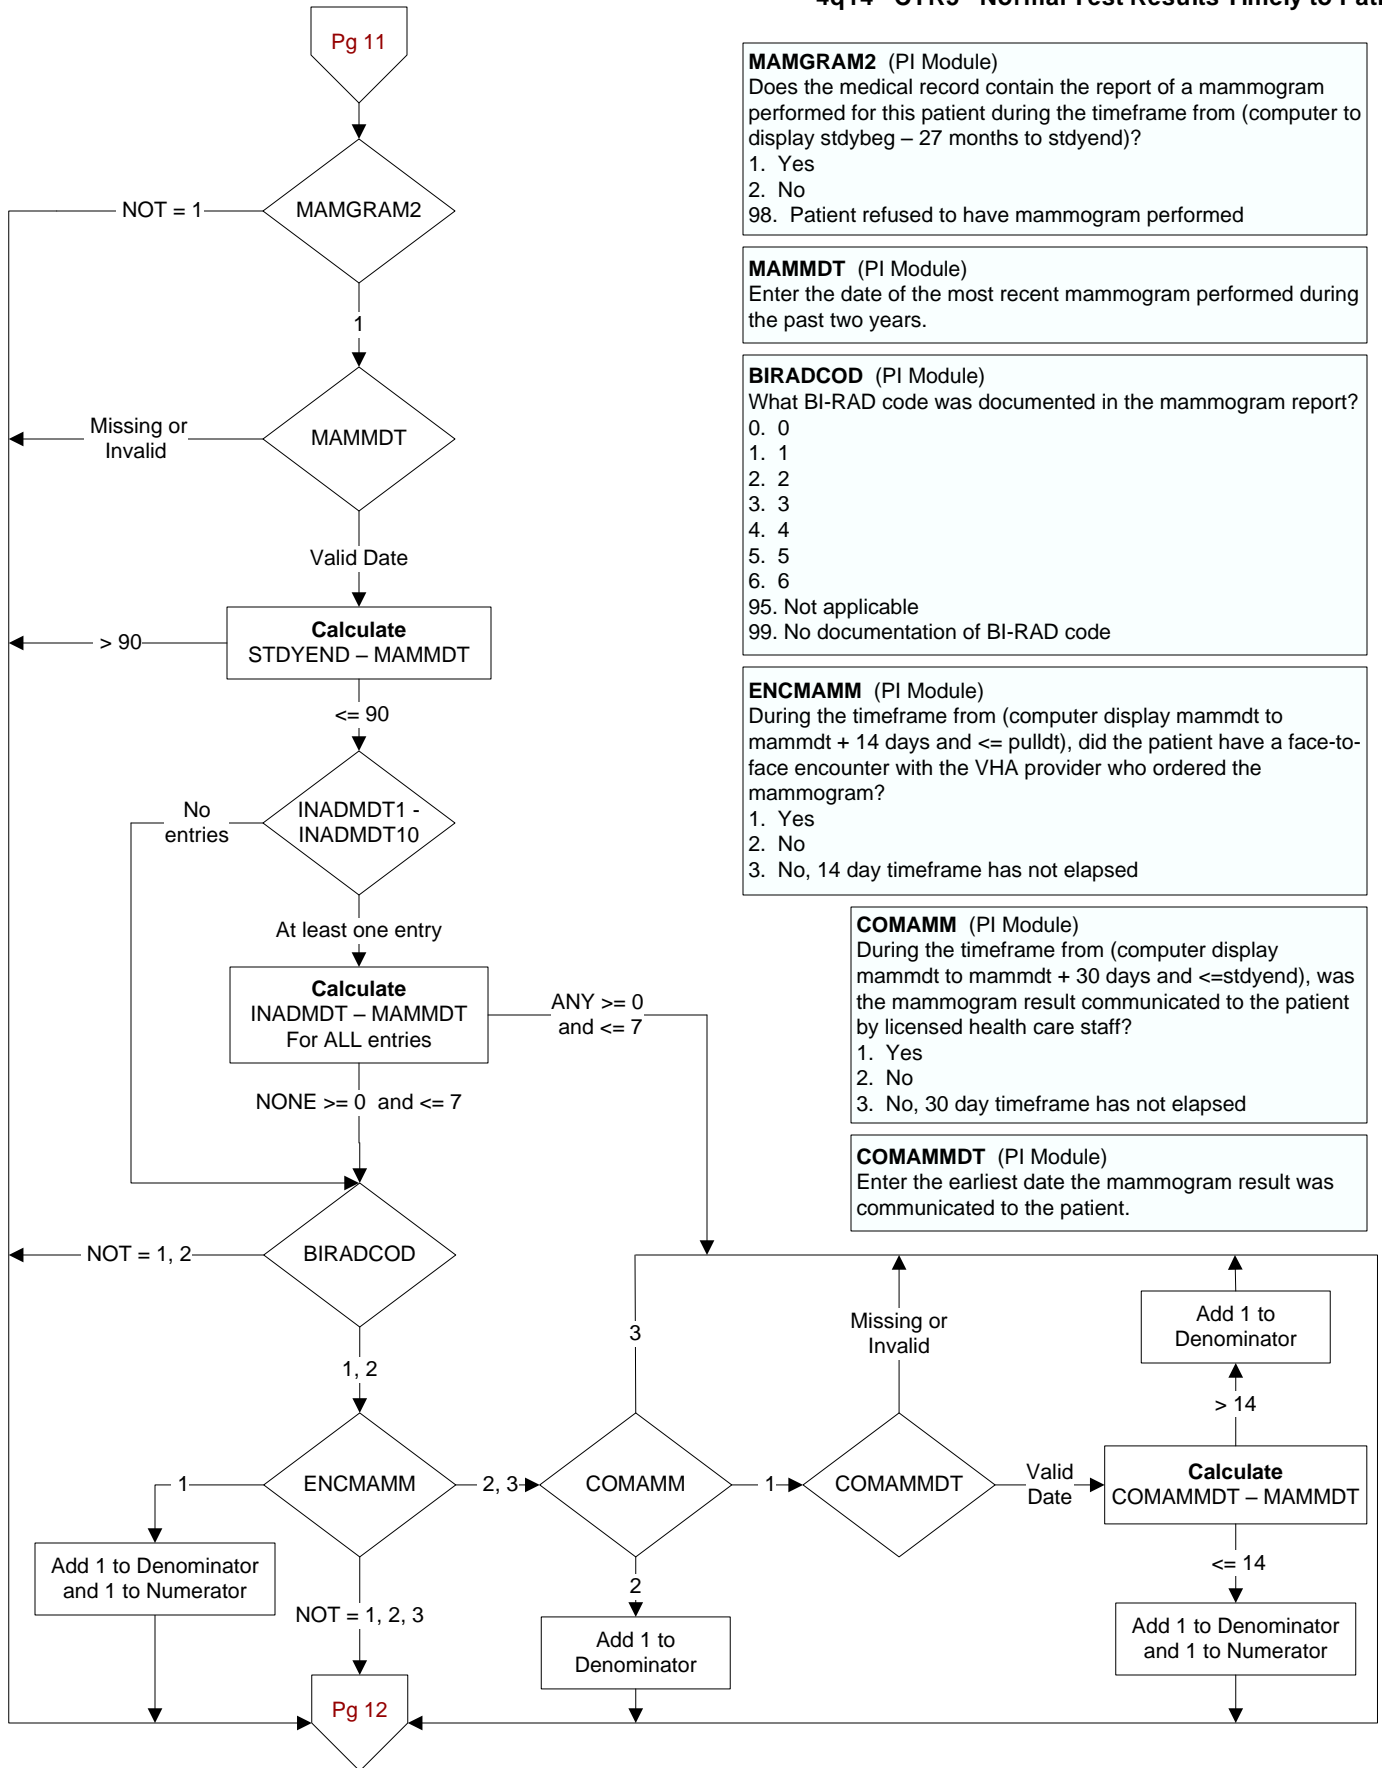 4q14 CTR5 Normal Test Results Timely to Pati
Pg 11
MAMGRAM2
NOT = 1
1
MAMMDT
Missing or
Invalid
Valid Date
Calculate
STDYEND – MAMMDT
> 90
<= 90
INADMDT1 -
INADMDT10
No
entries
At least one entry
Calculate
INADMDT – MAMMDT
For ALL entries
ANY >= 0
and <= 7
NONE >= 0 and <= 7
BIRADCOD
NOT = 1, 2
1, 2
ENCMAMM
1
2, 3
NOT = 1, 2, 3
Add 1 to Denominator
and 1 to Numerator
COMAMM
3
1
2
Add 1 to
Denominator
COMAMMDT
Missing or
Invalid
Valid
Date
Calculate
COMAMMDT – MAMMDT
> 14
Add 1 to
Denominator
<= 14
Add 1 to Denominator
and 1 to Numerator
Pg 12
MAMGRAM2 (PI Module)
Does the medical record contain the report of a mammogram
performed for this patient during the timeframe from (computer to
display stdybeg – 27 months to stdyend)?
1. Yes
2. No
98. Patient refused to have mammogram performed
MAMMDT (PI Module)
Enter the date of the most recent mammogram performed during
the past two years.
BIRADCOD (PI Module)
What BI-RAD code was documented in the mammogram report?
0. 0
1. 1
2. 2
3. 3
4. 4
5. 5
6. 6
95. Not applicable
99. No documentation of BI-RAD code
ENCMAMM (PI Module)
During the timeframe from (computer display mammdt to
mammdt + 14 days and <= pulldt), did the patient have a face-to-
face encounter with the VHA provider who ordered the
mammogram?
1. Yes
2. No
3. No, 14 day timeframe has not elapsed
COMAMM (PI Module)
During the timeframe from (computer display
mammdt to mammdt + 30 days and <=stdyend), was
the mammogram result communicated to the patient
by licensed health care staff?
1. Yes
2. No
3. No, 30 day timeframe has not elapsed
COMAMMDT (PI Module)
Enter the earliest date the mammogram result was
communicated to the patient.